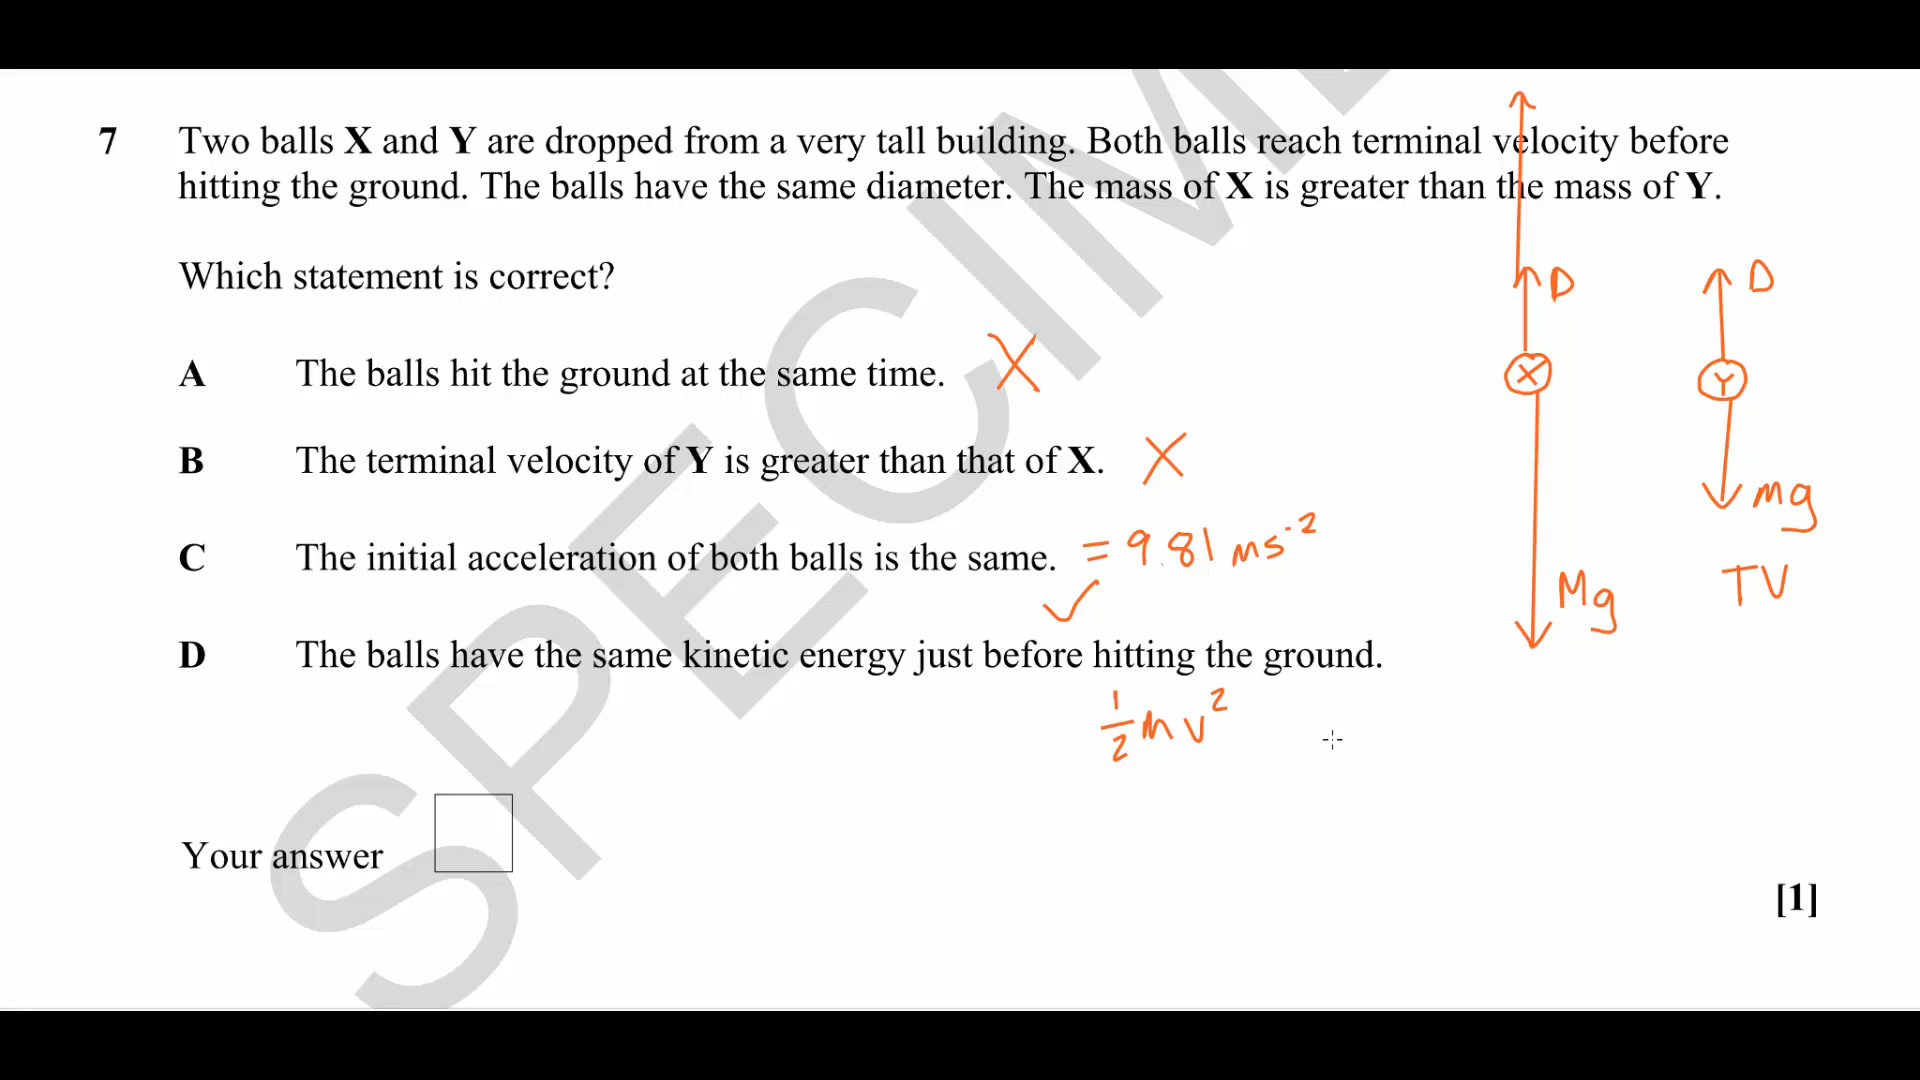 7 Two balls X and Y are dropped from a very tall building. Both balls reach terminal velocity before
hitting the ground. The balls have the same diameter. The mass of X is greater than the mass of Y.
Which statement is correct?
A The balls hit the ground at the same time. X
B The terminal velocity of Y is greater than that of X. X
C The initial acceleration of both balls is the same. = 9.81 ms⁻² ✓
D The balls have the same kinetic energy just before hitting the ground.
½mv²
Your answer
[1]
D
X
Mg
D
Y
mg
TV
SPECIME